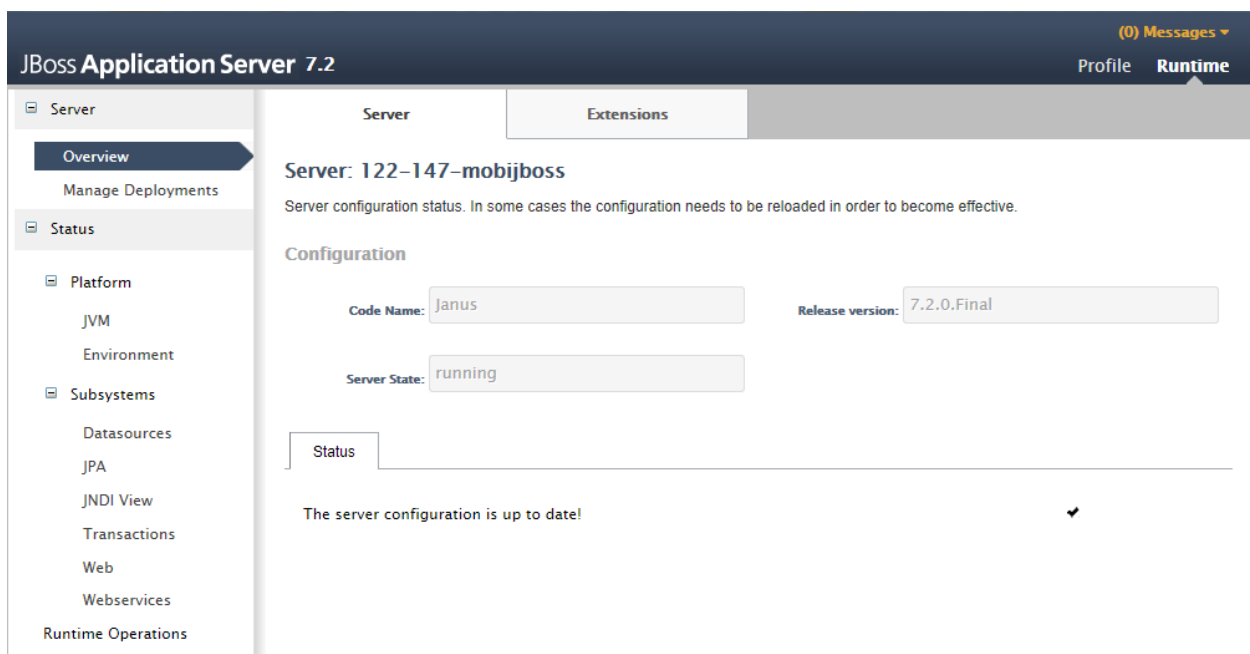 (0) Messages
JBoss Application Server 7.2
Profile Runtime
Server
Overview
Manage Deployments
Status
Platform
JVM
Environment
Subsystems
Datasources
JPA
JNDI View
Transactions
Web
Webservices
Runtime Operations
Server Extensions
Server: 122-147-mobijboss
Server configuration status. In some cases the configuration needs to be reloaded in order to become effective.
Configuration
Code Name: Janus Release version: 7.2.0.Final
Server State: running
Status
The server configuration is up to date!